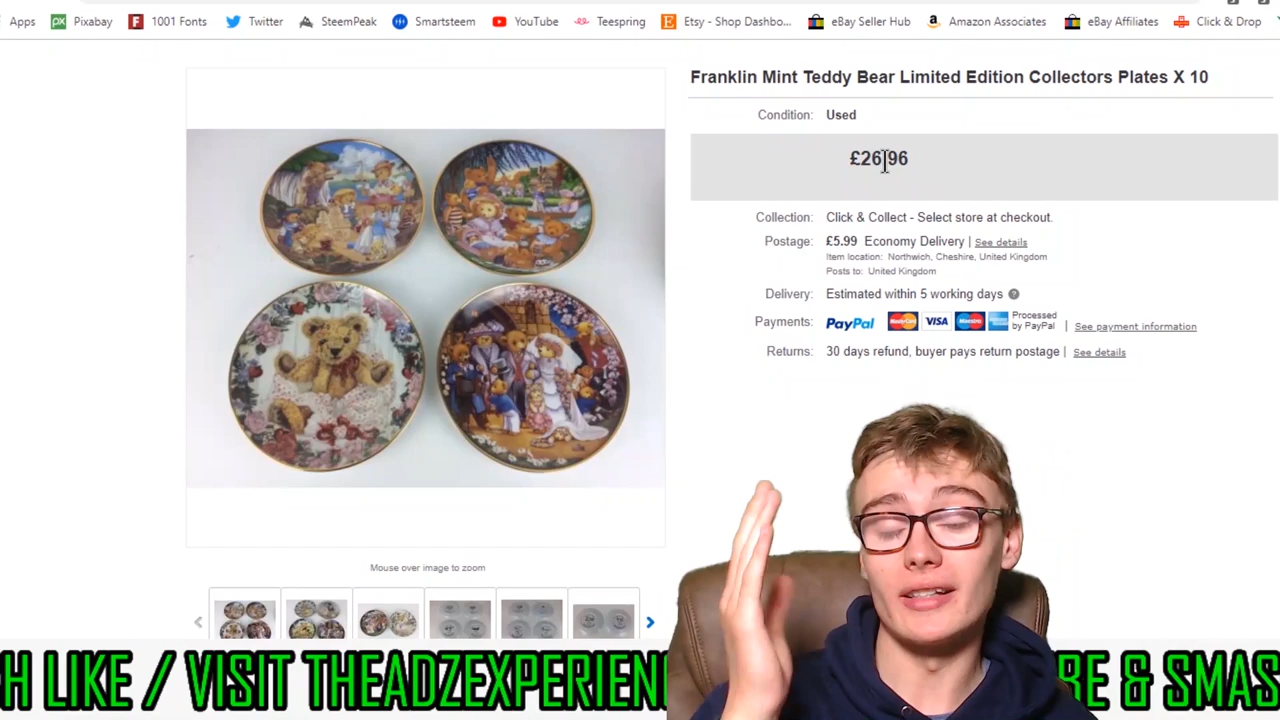 Apps Pixabay 1001 Fonts Twitter SteemPeak Smartsteem YouTube Teespring Etsy - Shop Dashbo... eBay Seller Hub Amazon Associates eBay Affiliates Click & Drop
Franklin Mint Teddy Bear Limited Edition Collectors Plates X 10
Condition: Used
£26.96
Collection: Click & Collect - Select store at checkout.
Postage: £5.99 Economy Delivery | See details
Item location: Northwich, Cheshire, United Kingdom
Posts to: United Kingdom
Delivery: Estimated within 5 working days
Payments: PayPal MasterCard VISA Maestro Processed by PayPal | See payment information
Returns: 30 days refund, buyer pays return postage | See details
Mouse over image to zoom
H LIKE / VISIT THEADZEXPERIEN RE & SMAS